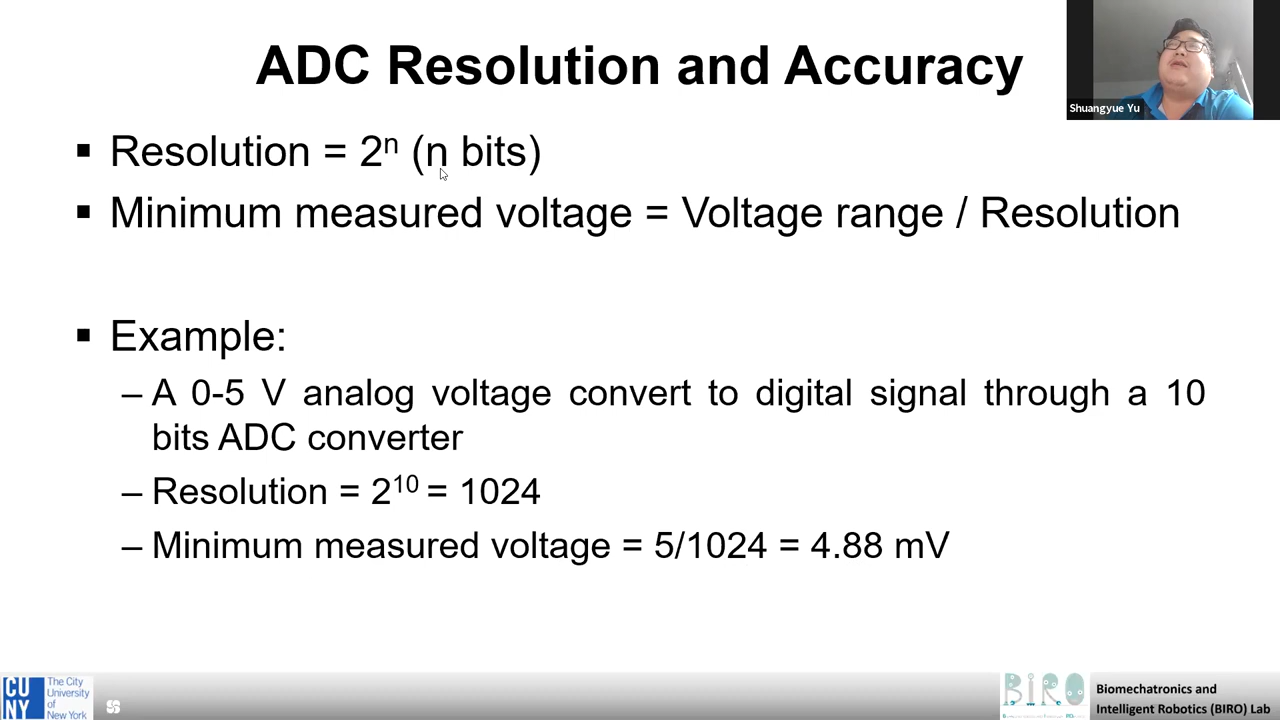 ADC Resolution and Accuracy
Shuangyue Yu
▪ Resolution = 2ⁿ (n bits)
▪ Minimum measured voltage = Voltage range / Resolution
▪ Example:
– A 0-5 V analog voltage convert to digital signal through a 10
bits ADC converter
– Resolution = 2¹⁰ = 1024
– Minimum measured voltage = 5/1024 = 4.88 mV
CU
NY
The City
University
of
New York
BIRO
Biomechatronics and
Intelligent Robotics (BIRO) Lab